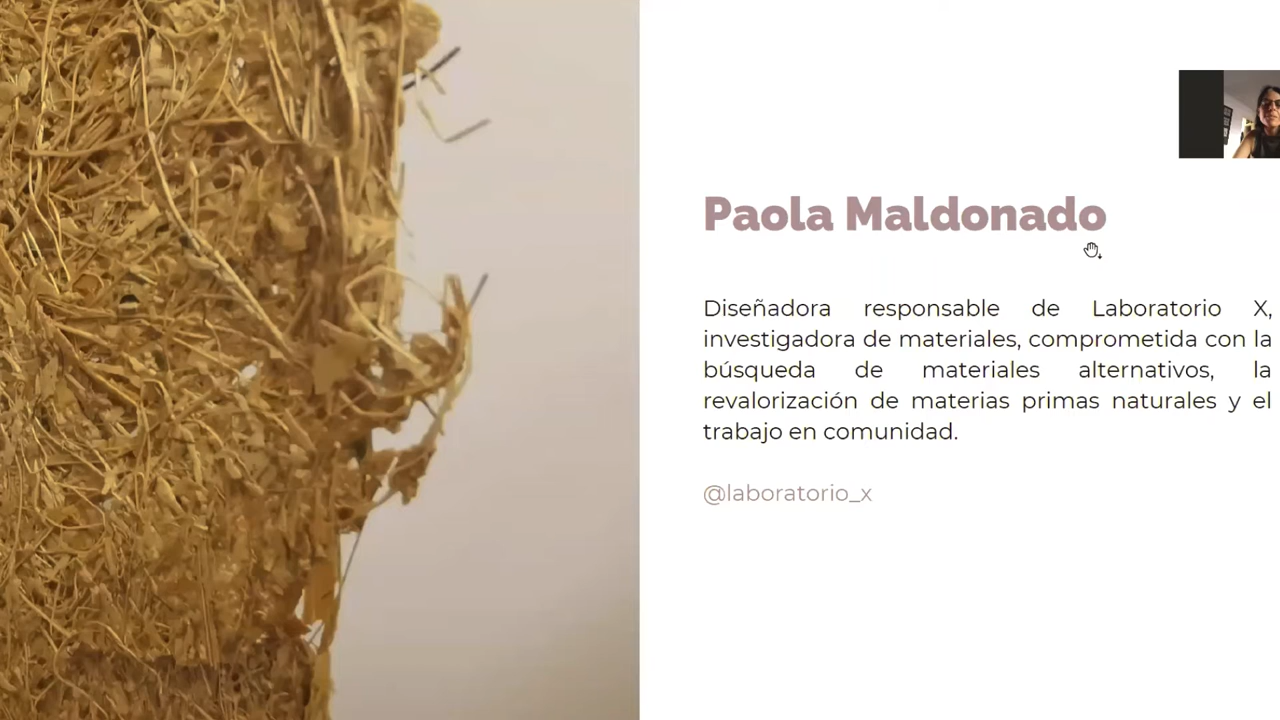 Paola Maldonado
Diseñadora responsable de Laboratorio X,
investigadora de materiales, comprometida con la
búsqueda de materiales alternativos, la
revalorización de materias primas naturales y el
trabajo en comunidad.
@laboratorio_x